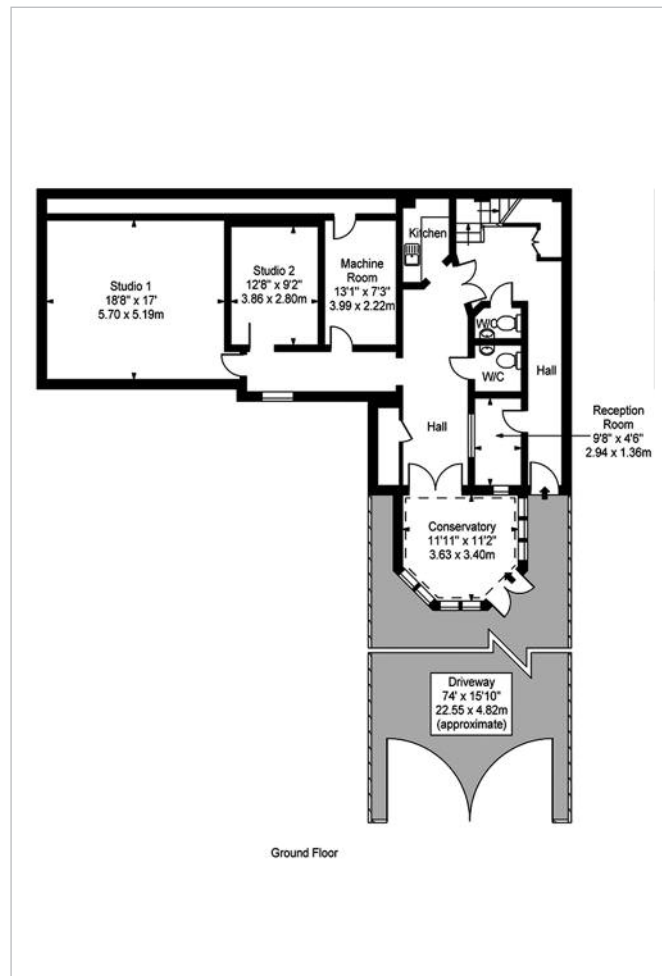 Kitchen
Studio 1
18'8" x 17'
5.70 x 5.19m
Studio 2
12'8" x 9'2"
3.86 x 2.80m
Machine
Room
13'1" x 7'3"
3.99 x 2.22m
W/C
W/C
Hall
Hall
Reception
Room
9'8" x 4'6"
2.94 x 1.36m
Conservatory
11'11" x 11'2"
3.63 x 3.40m
Driveway
74' x 15'10"
22.55 x 4.82m
(approximate)
Ground Floor